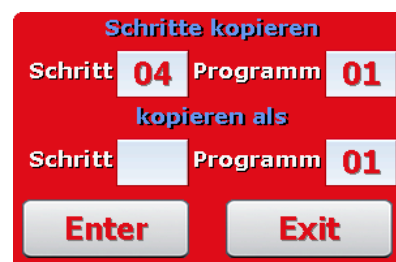 Schritte kopieren
Schritt 04 Programm 01
kopieren als
Schritt Programm 01
Enter Exit